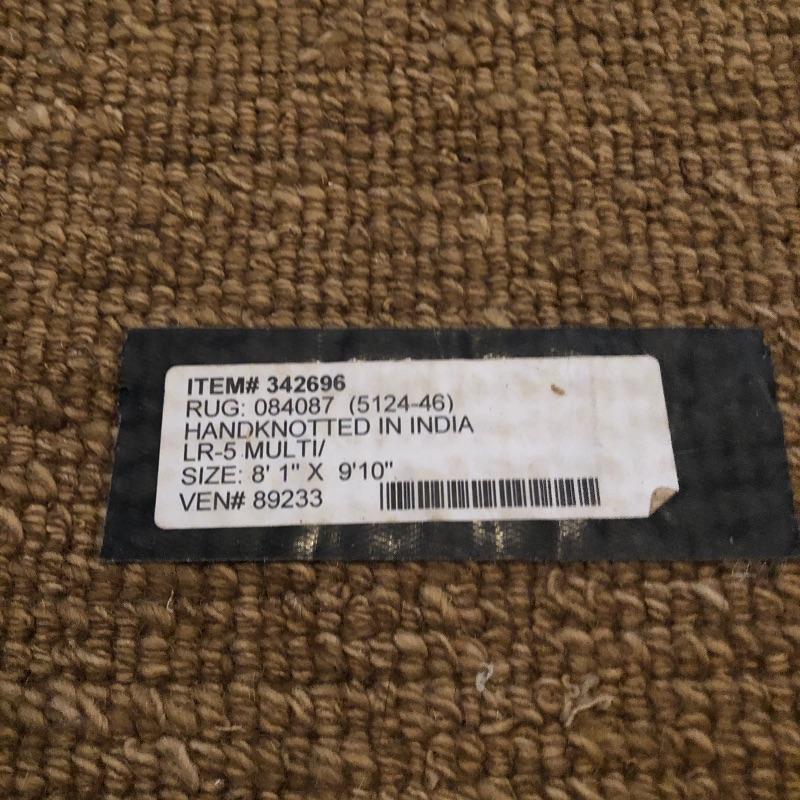 ITEM# 342696
RUG: 084087 (5124-46)
HANDKNOTTED IN INDIA
LR-5 MULTI/
SIZE: 8' 1" X 9'10"
VEN# 89233